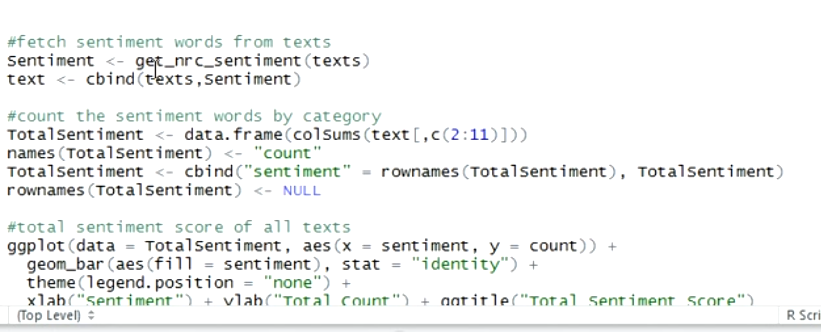 #fetch sentiment words from texts
Sentiment <- get_nrc_sentiment(texts)
text <- cbind(texts,Sentiment)
#count the sentiment words by category
TotalSentiment <- data.frame(colSums(text[,c(2:11)]))
names(TotalSentiment) <- "count"
TotalSentiment <- cbind("sentiment" = rownames(TotalSentiment), TotalSentiment)
rownames(TotalSentiment) <- NULL
#total sentiment score of all texts
ggplot(data = TotalSentiment, aes(x = sentiment, y = count)) +
geom_bar(aes(fill = sentiment), stat = "identity") +
theme(legend.position = "none") +
xlab("Sentiment") + ylab("Total Count") + ggtitle("Total Sentiment Score")
(Top Level) R Scri